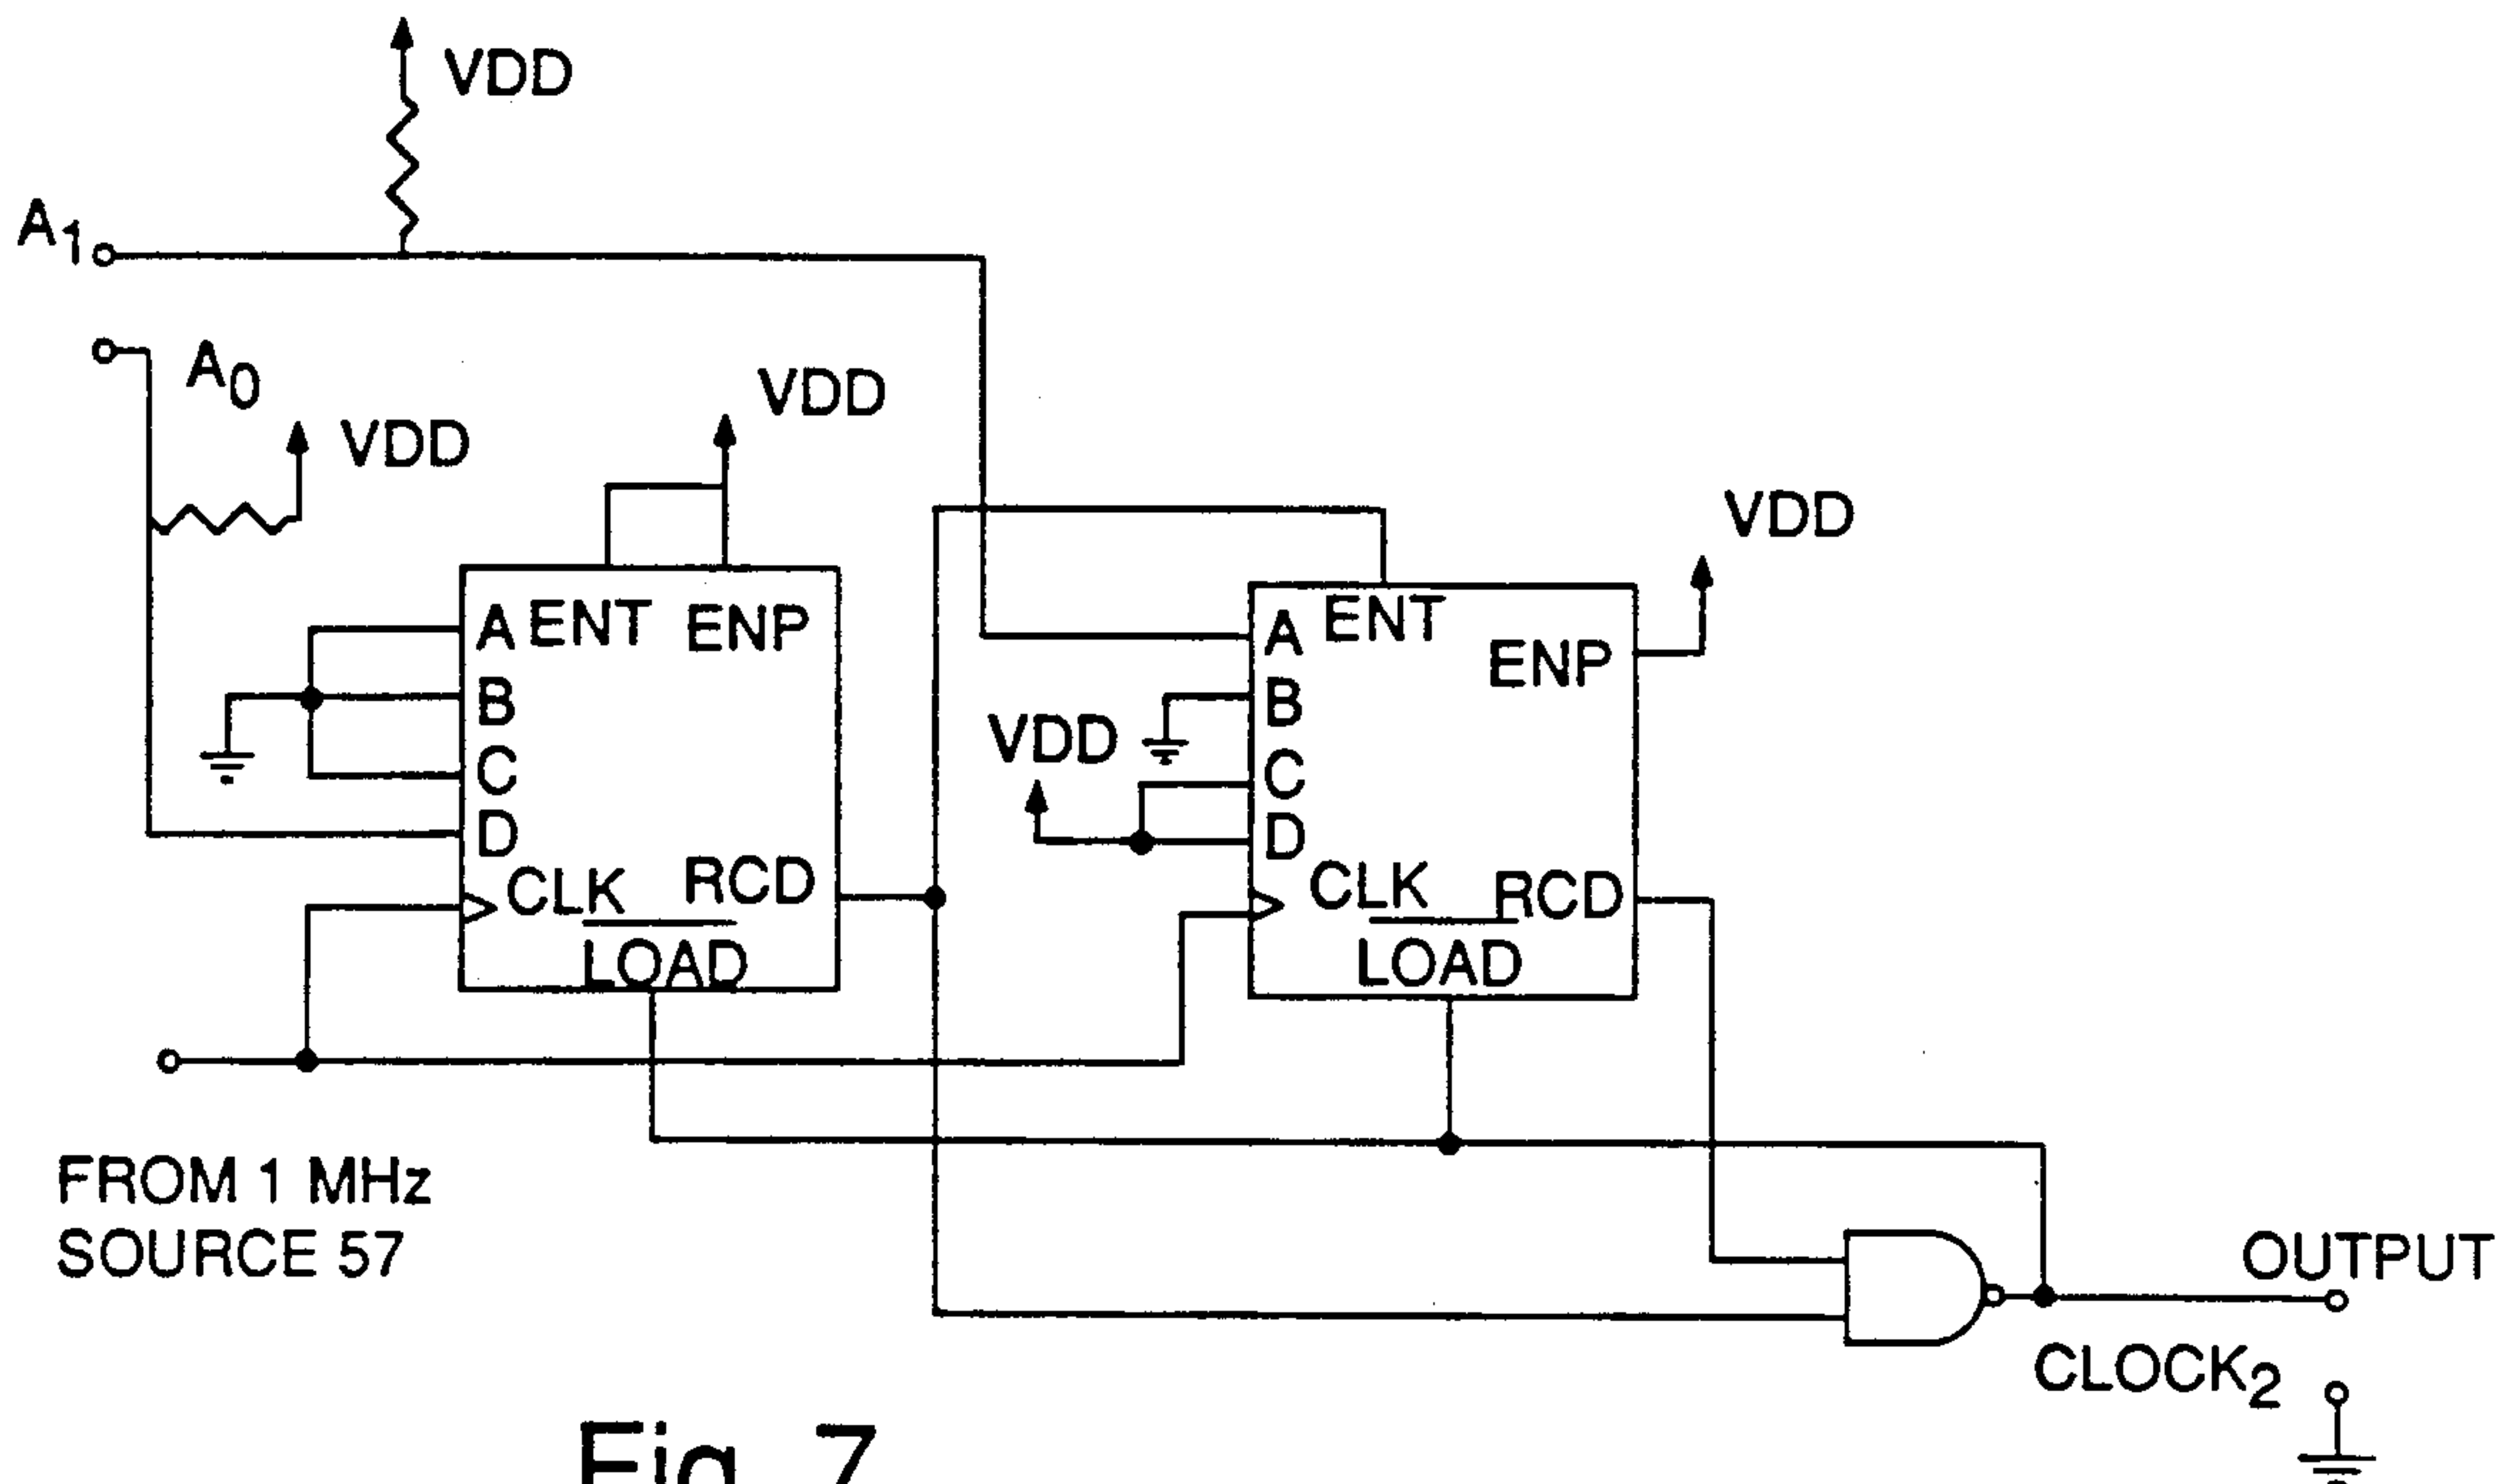 VDD
A1
A0
VDD
VDD
VDD
A ENT ENP
B
C
D
CLK RCD
LOAD
A ENT
ENP
B
VDD
C
D
CLK RCD
LOAD
FROM 1 MHz
SOURCE 57
OUTPUT
CLOCK2
Fig. 7